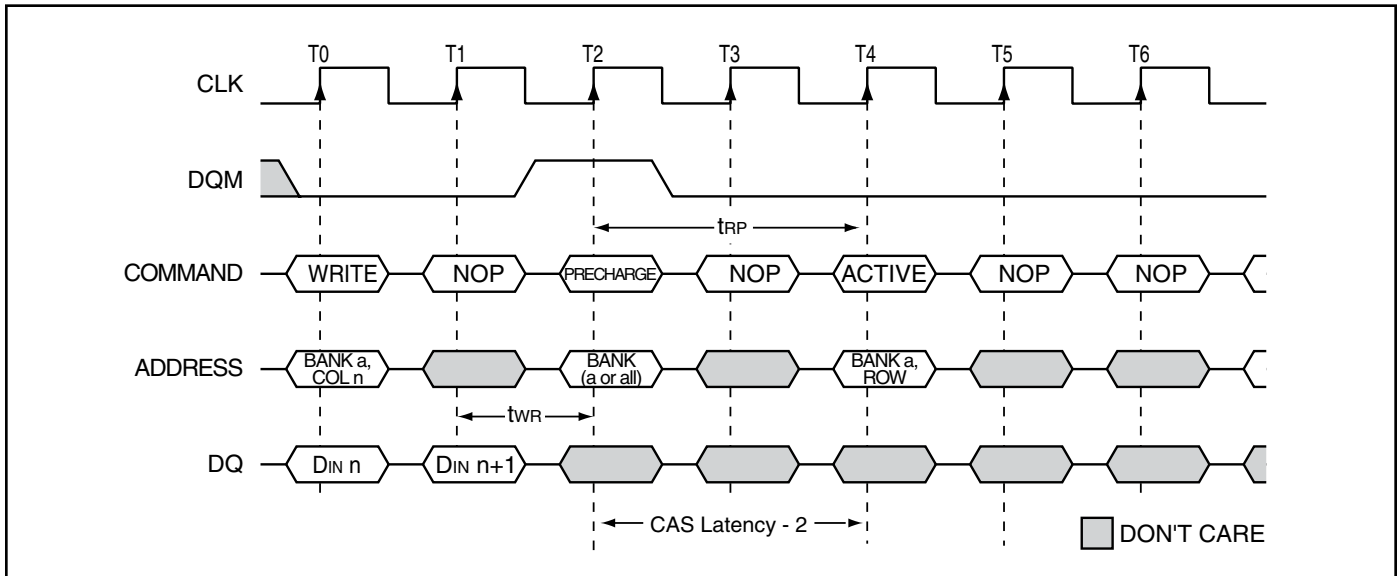 T0 T1 T2 T3 T4 T5 T6
CLK
DQM
tRP
COMMAND WRITE NOP PRECHARGE NOP ACTIVE NOP NOP
ADDRESS BANK a, COL n BANK (a or all) BANK a, ROW
tWR
DQ DIN n DIN n+1
CAS Latency - 2
DON'T CARE